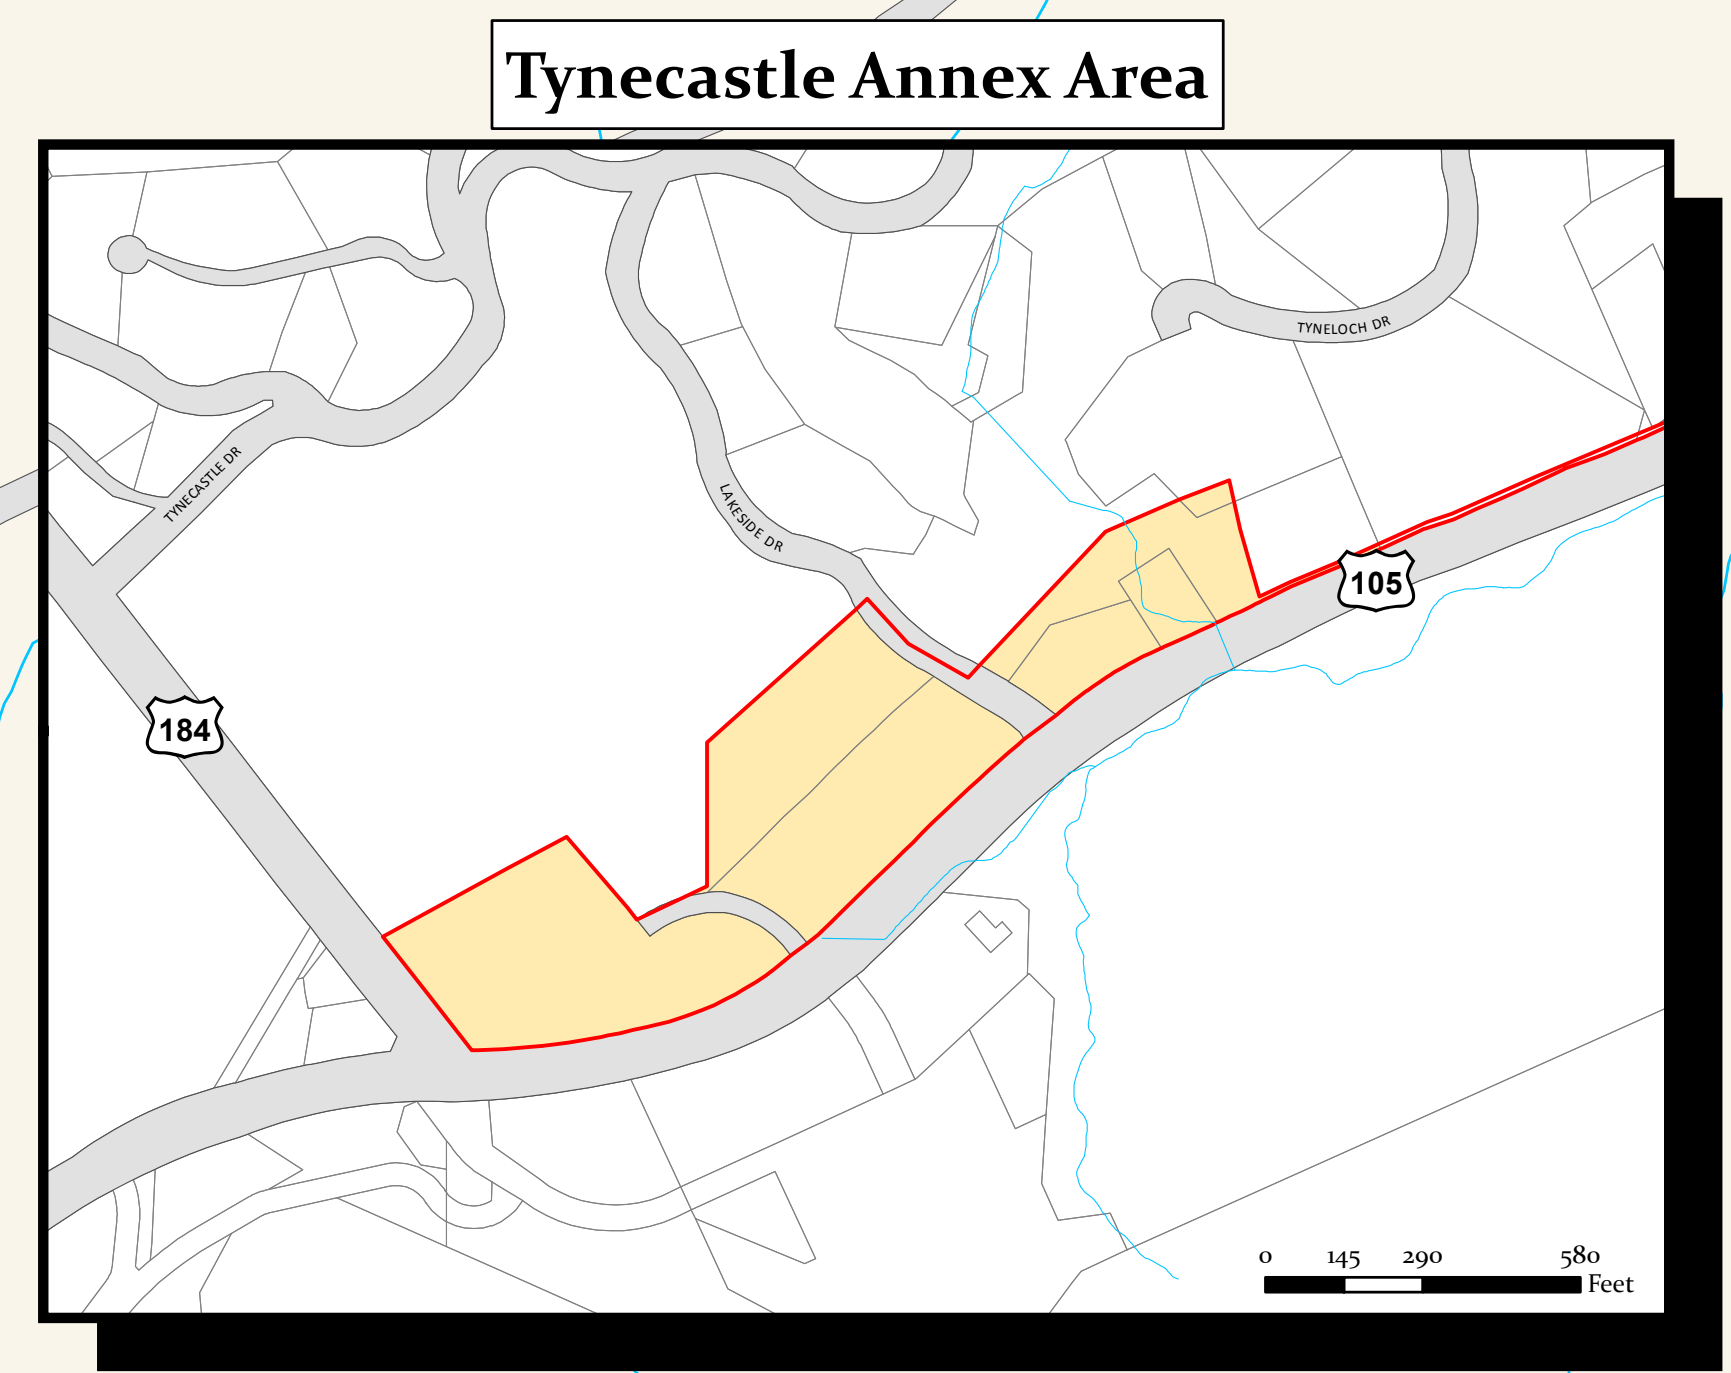 Tynecastle Annex Area
TYNELOCH DR
TYNECASTLE DR
LAKESIDE DR
105
184
0 145 290 580
Feet